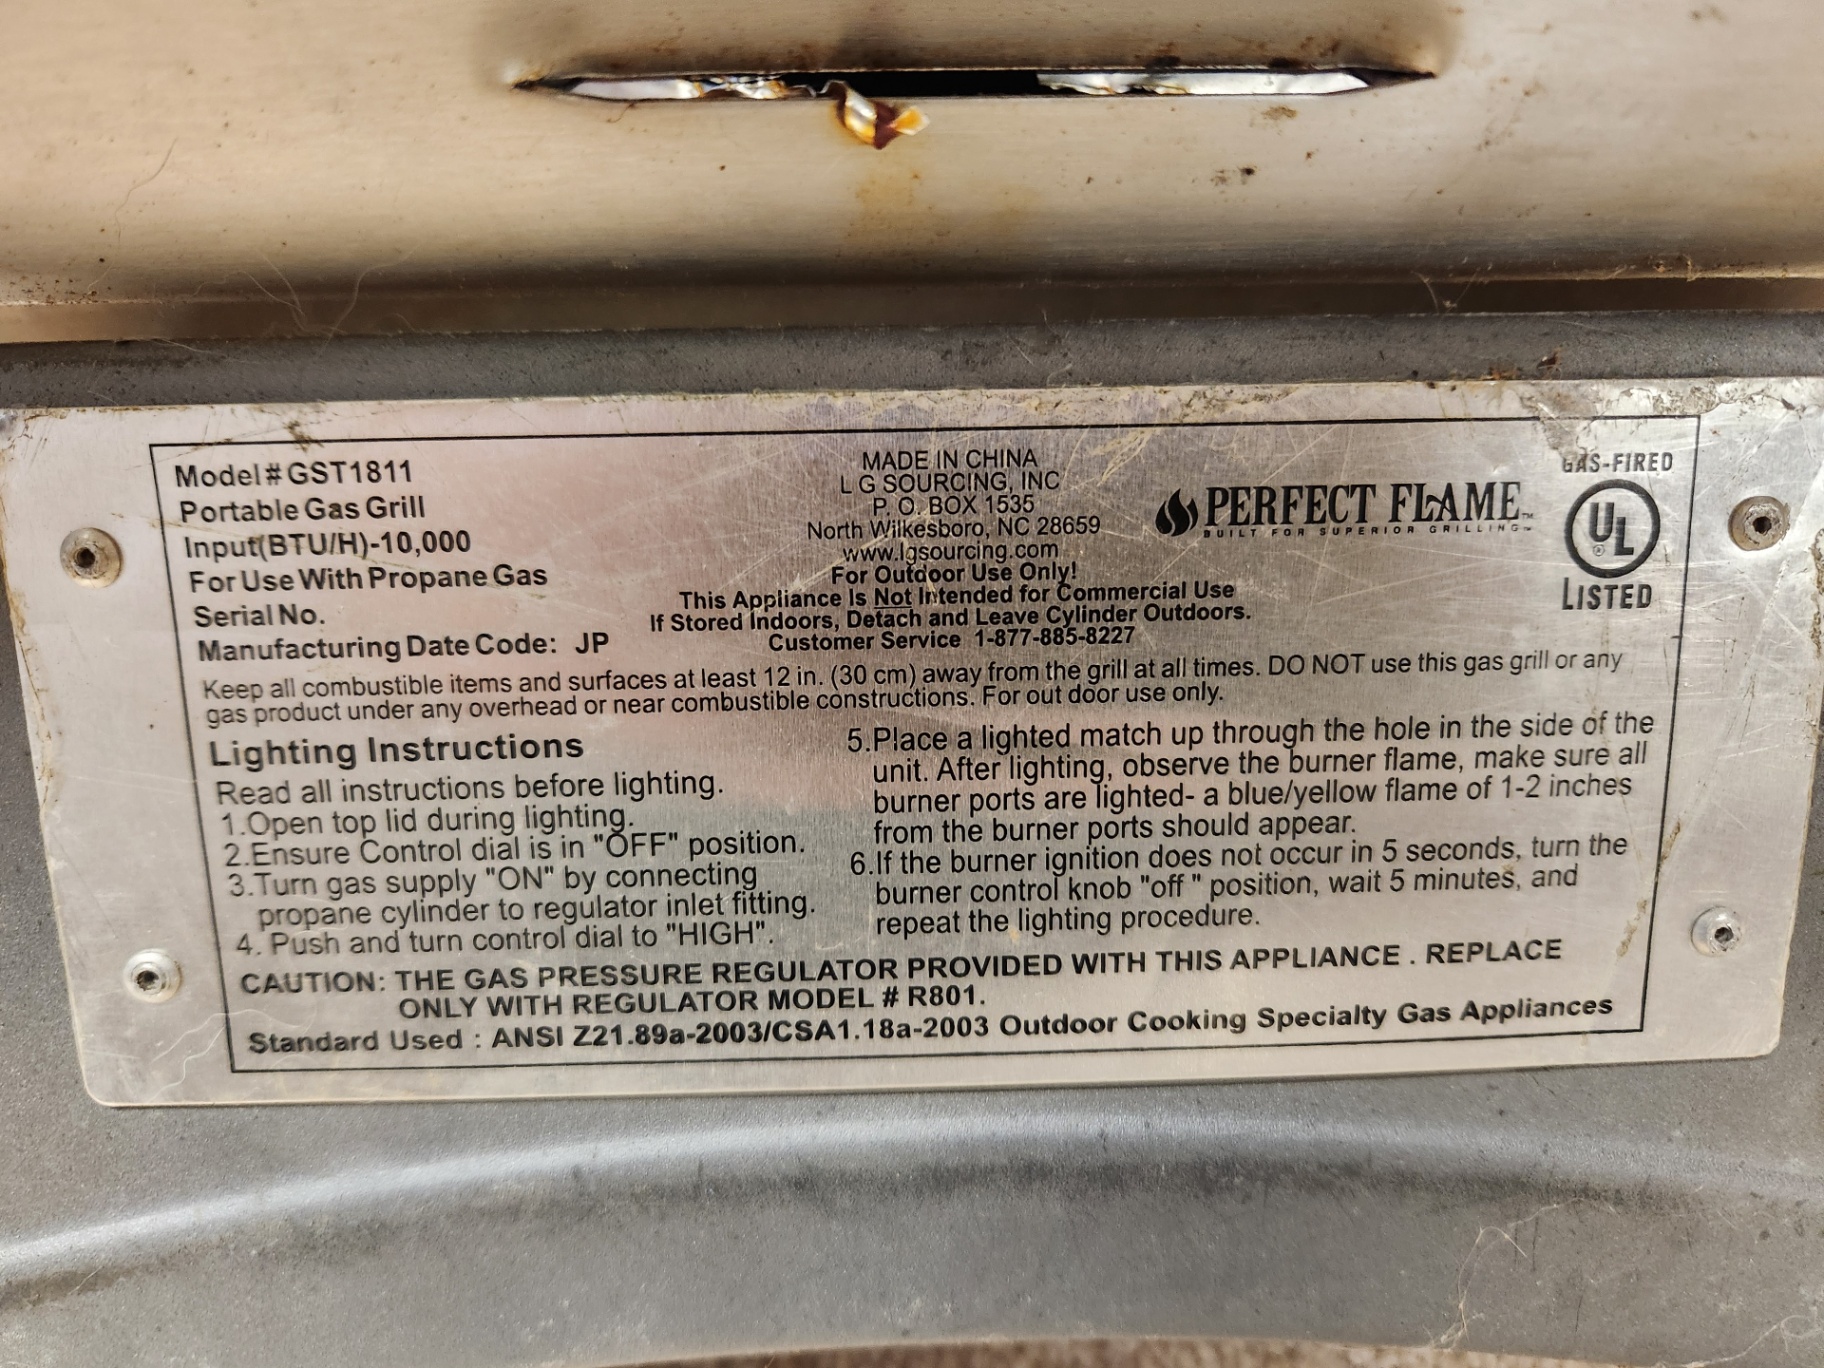 Model#GST1811
Portable Gas Grill
Input(BTU/H)-10,000
For Use With Propane Gas
Serial No.
Manufacturing Date Code: JP
MADE IN CHINA
L G SOURCING, INC
P. O. BOX 1535
North Wilkesboro, NC 28659
www.lgsourcing.com
For Outdoor Use Only!
This Appliance Is Not Intended for Commercial Use
If Stored Indoors, Detach and Leave Cylinder Outdoors.
Customer Service 1-877-885-8227
PERFECT FLAME™
BUILT FOR SUPERIOR GRILLING™
GAS-FIRED
UL®
LISTED
Keep all combustible items and surfaces at least 12 in. (30 cm) away from the grill at all times. DO NOT use this gas grill or any
gas product under any overhead or near combustible constructions. For out door use only.
Lighting Instructions
Read all instructions before lighting.
1.Open top lid during lighting.
2.Ensure Control dial is in "OFF" position.
3.Turn gas supply "ON" by connecting
propane cylinder to regulator inlet fitting.
4. Push and turn control dial to "HIGH".
5.Place a lighted match up through the hole in the side of the
unit. After lighting, observe the burner flame, make sure all
burner ports are lighted- a blue/yellow flame of 1-2 inches
from the burner ports should appear.
6.If the burner ignition does not occur in 5 seconds, turn the
burner control knob "off " position, wait 5 minutes, and
repeat the lighting procedure.
CAUTION: THE GAS PRESSURE REGULATOR PROVIDED WITH THIS APPLIANCE . REPLACE
ONLY WITH REGULATOR MODEL # R801.
Standard Used : ANSI Z21.89a-2003/CSA1.18a-2003 Outdoor Cooking Specialty Gas Appliances